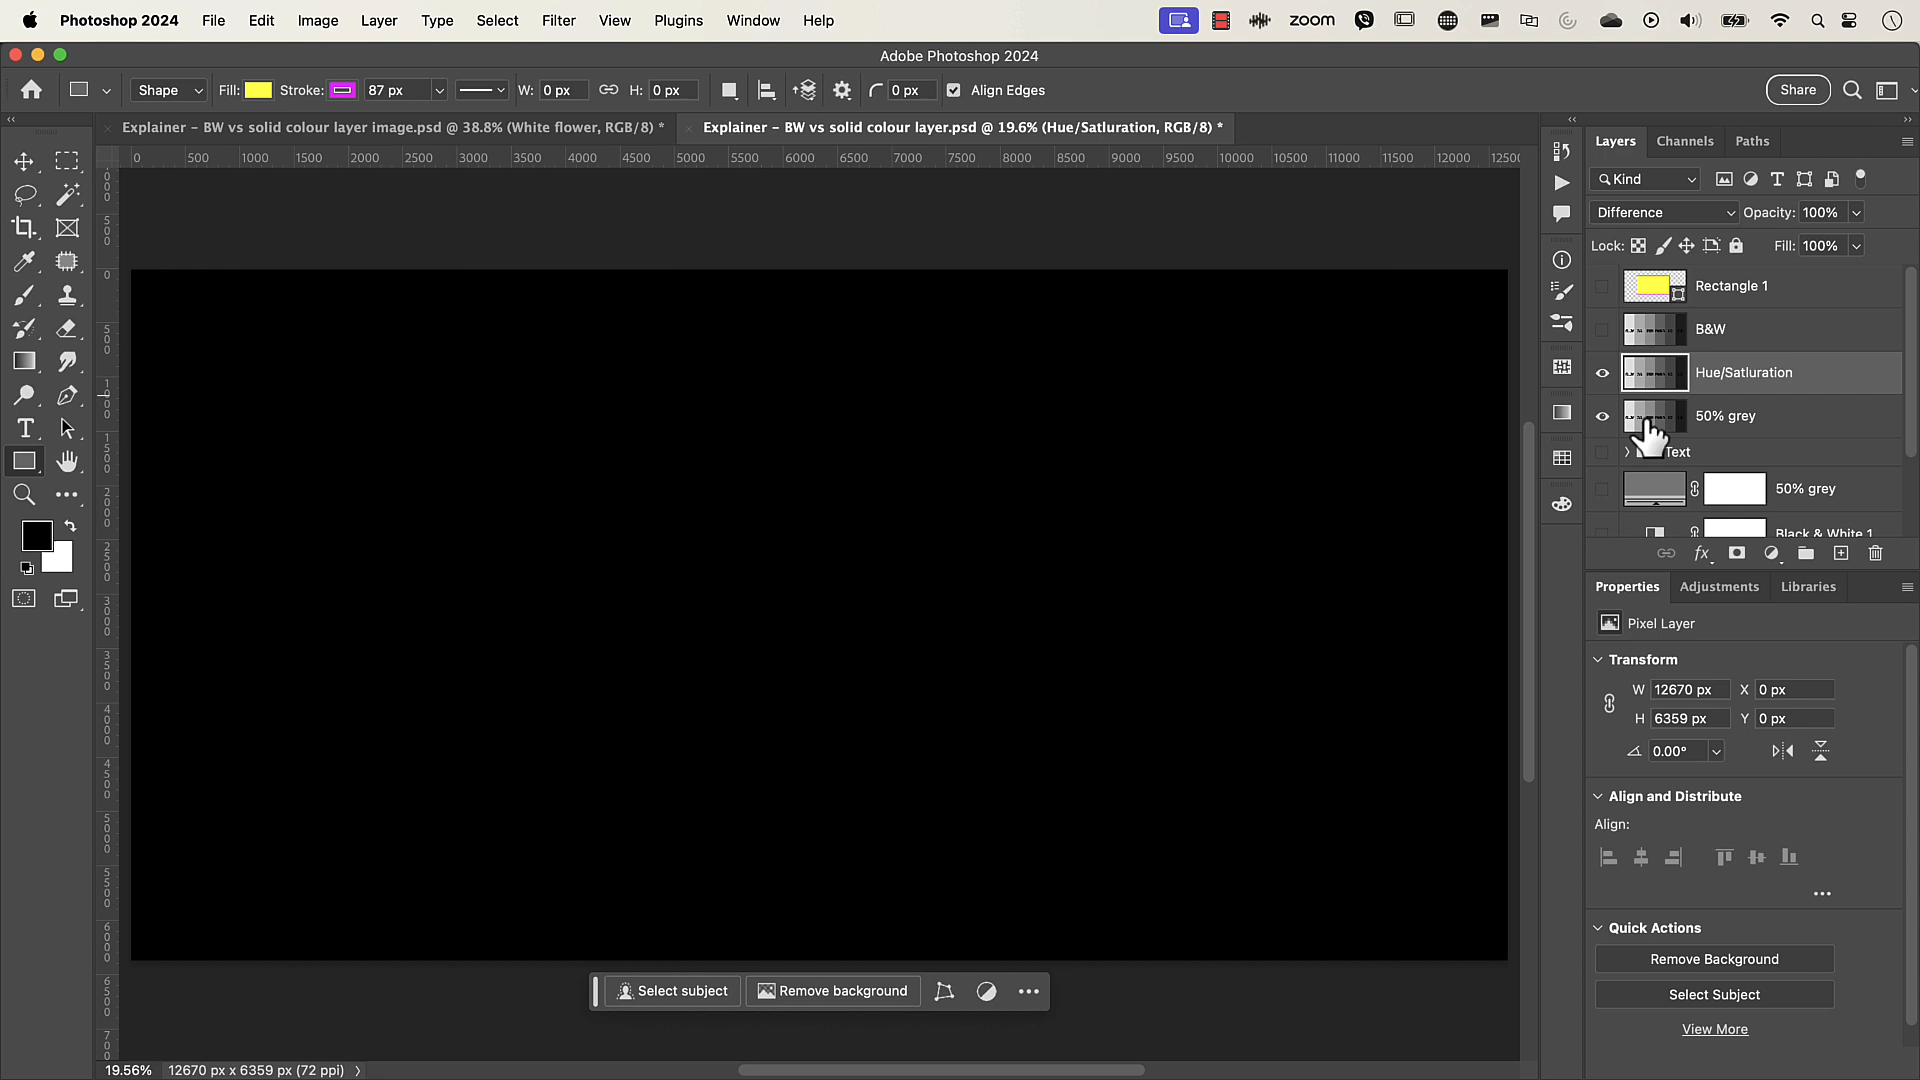 Photoshop 2024 File Edit Image Layer Type Select Filter View Plugins Window Help zoom
Adobe Photoshop 2024
Shape Fill: Stroke: 87 px W: 0 px H: 0 px 0 px Align Edges Share
Explainer – BW vs solid colour layer image.psd @ 38.8% (White flower, RGB/8) *
Explainer – BW vs solid colour layer.psd @ 19.6% (Hue/Satluration, RGB/8) *
0 500 1000 1500 2000 2500 3000 3500 4000 4500 5000 5500 6000 6500 7000 7500 8000 8500 9000 9500 10000 10500 11000 11500 12000 1250
Layers Channels Paths
Kind
Difference Opacity: 100%
Lock: Fill: 100%
Rectangle 1
B&W
Hue/Satluration
50% grey
Text
50% grey
Black & White 1
fx
Properties Adjustments Libraries
Pixel Layer
Transform
W 12670 px X 0 px
H 6359 px Y 0 px
0.00°
Align and Distribute
Align:
Quick Actions
Remove Background
Select Subject
View More
Select subject Remove background
19.56% 12670 px x 6359 px (72 ppi)